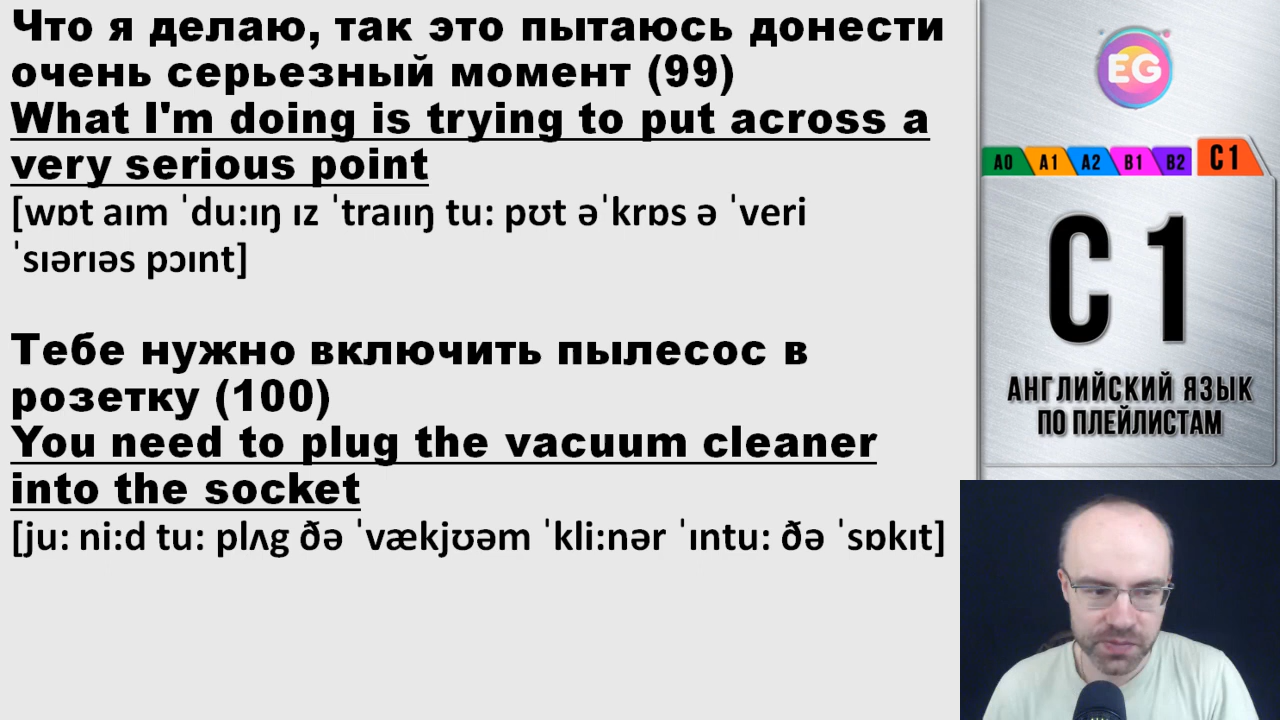 Что я делаю, так это пытаюсь донести
очень серьезный момент (99)
What I'm doing is trying to put across a
very serious point
[wɒt aɪm ˈdu:ɪŋ ɪz ˈtraɪɪŋ tu: pʊt əˈkrɒs ə ˈveri
ˈsɪərɪəs pɔɪnt]
Тебе нужно включить пылесос в
розетку (100)
You need to plug the vacuum cleaner
into the socket
[ju: ni:d tu: plʌg ðə ˈvækjʊəm ˈkli:nər ˈɪntu: ðə ˈsɒkɪt]
EG
A0 A1 A2 B1 B2 C1
C1
АНГЛИЙСКИЙ ЯЗЫК
ПО ПЛЕЙЛИСТАМ